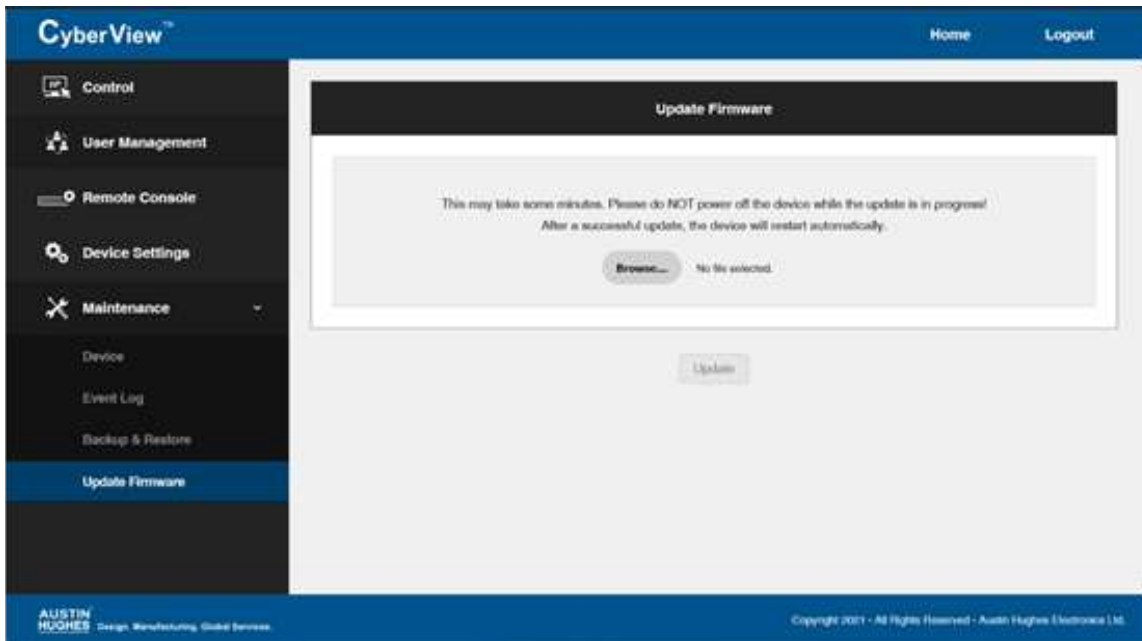 CyberView™
Home
Logout
Control
User Management
Remote Console
Device Settings
Maintenance
Device
Event Log
Backup & Restore
Update Firmware
Update Firmware
This may take some minutes. Please do NOT power off the device while the update is in progress!
After a successful update, the device will restart automatically.
Browse... No file selected.
Update
AUSTIN
HUGHES Design. Manufacturing. Global Services.
Copyright 2021 - All Rights Reserved - Austin Hughes Electronics Ltd.